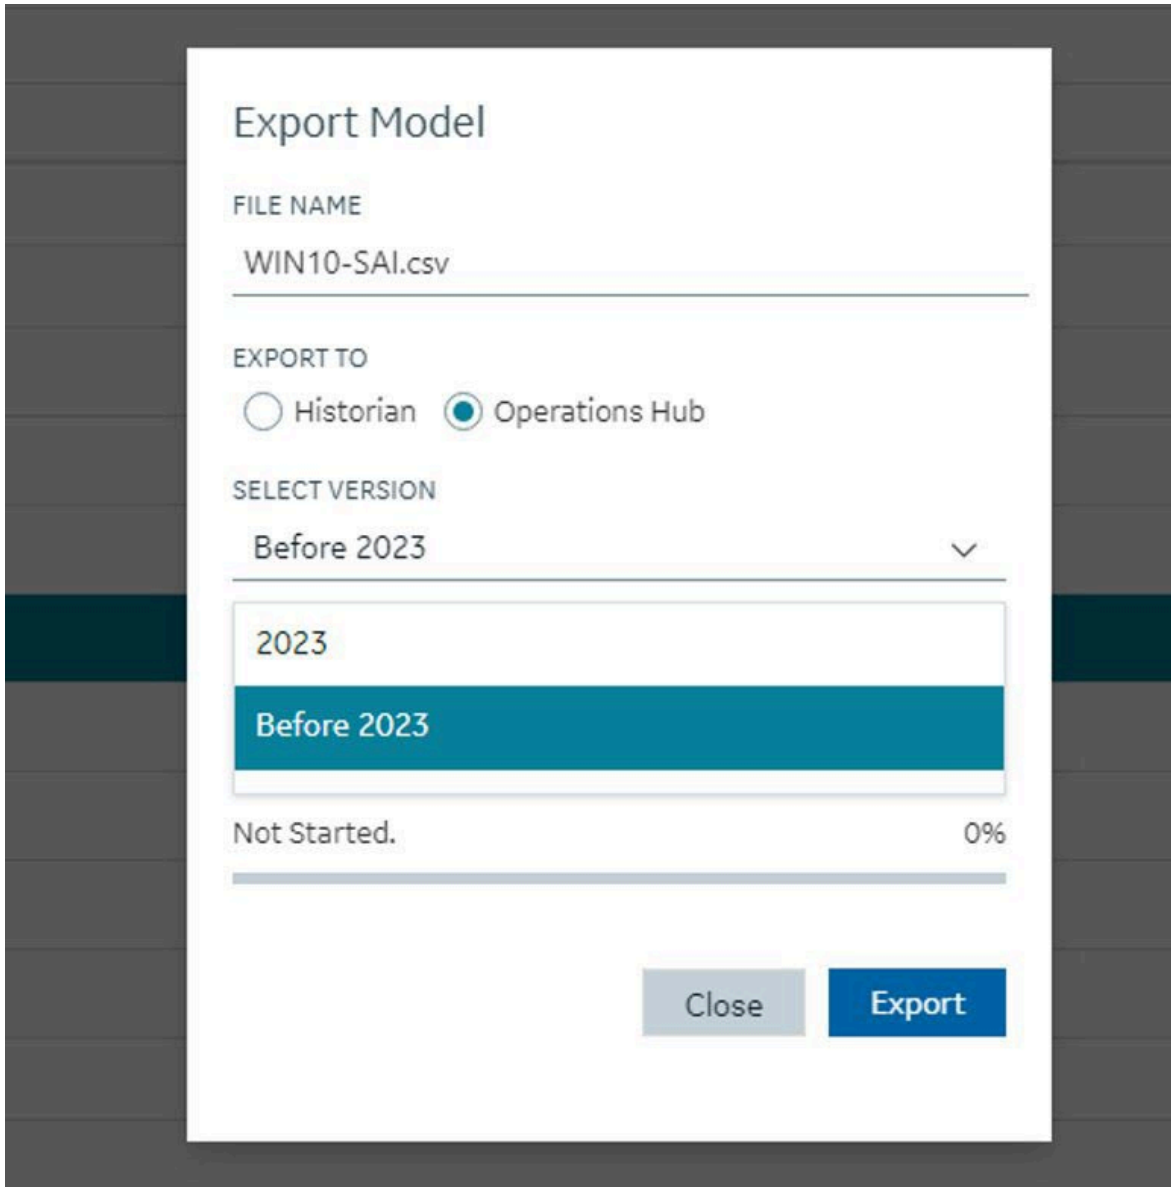 Export Model
FILE NAME
WIN10-SAI.csv
EXPORT TO
Historian Operations Hub
SELECT VERSION
Before 2023
2023
Before 2023
Not Started. 0%
Close Export